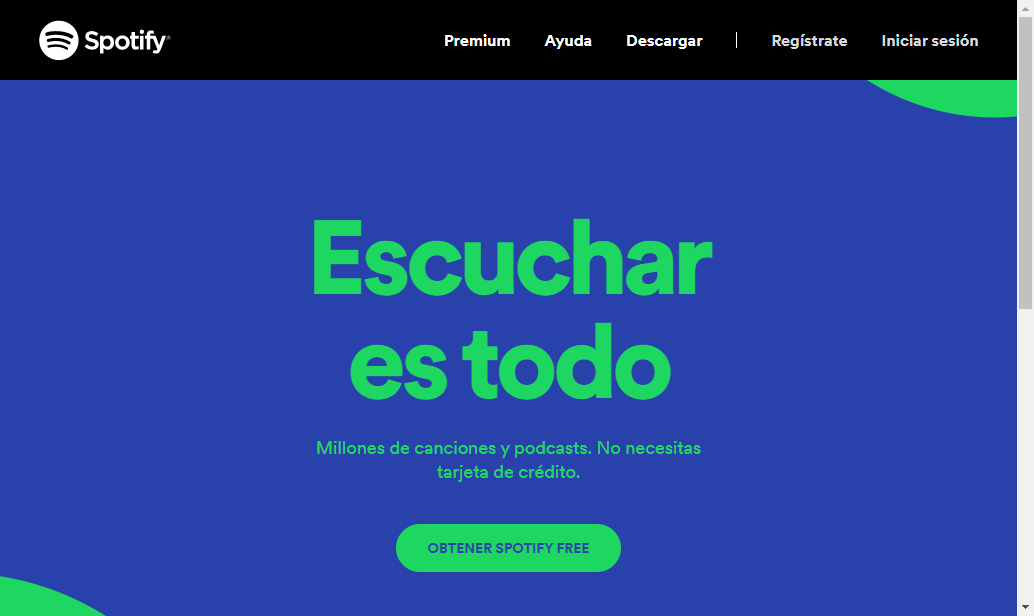 Spotify®
Premium Ayuda Descargar | Regístrate Iniciar sesión
Escuchar
es todo
Millones de canciones y podcasts. No necesitas
tarjeta de crédito.
OBTENER SPOTIFY FREE